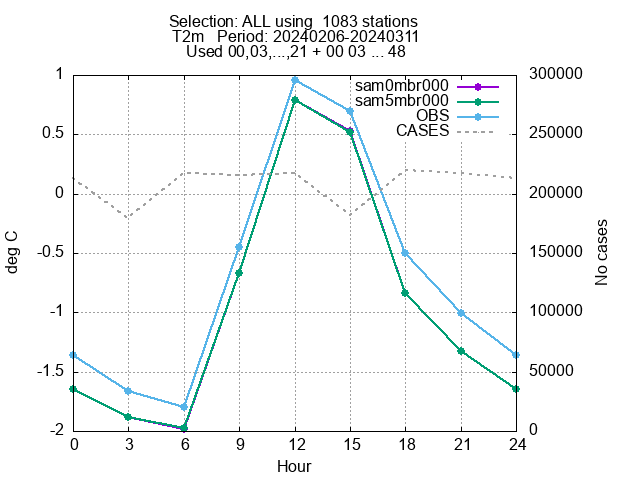 Selection: ALL using  1083 stations
T2m   Period: 20240206-20240311
Used 00,03,...,21 + 00 03 ... 48
sam0mbr000
sam5mbr000
OBS
CASES
1
0.5
0
-0.5
-1
-1.5
-2
300000
250000
200000
150000
100000
50000
0
deg C
No cases
0 3 6 9 12 15 18 21 24
Hour